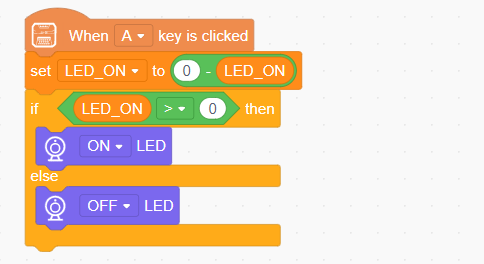 When A key is clicked
set LED_ON to 0 - LED_ON
if LED_ON > 0 then
ON LED
else
OFF LED